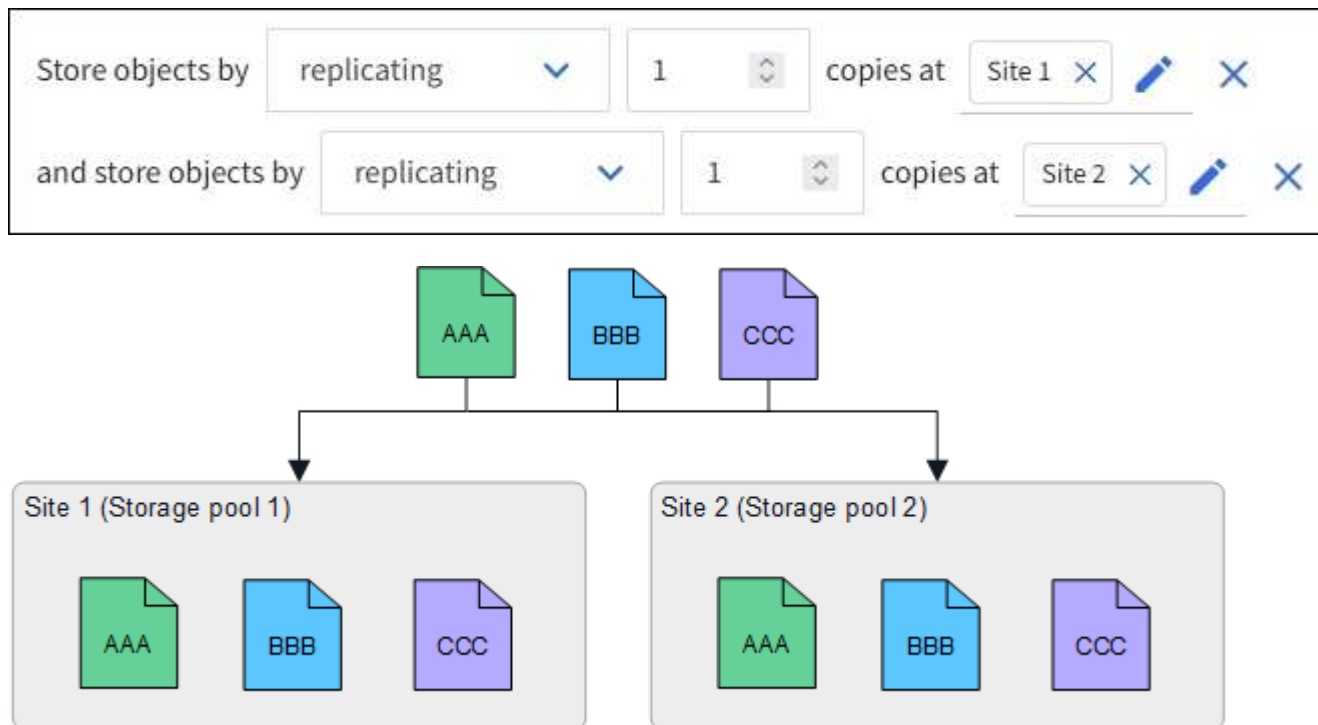 Store objects by replicating 1 copies at Site 1
and store objects by replicating 1 copies at Site 2
AAA BBB CCC
Site 1 (Storage pool 1) Site 2 (Storage pool 2)
AAA BBB CCC AAA BBB CCC